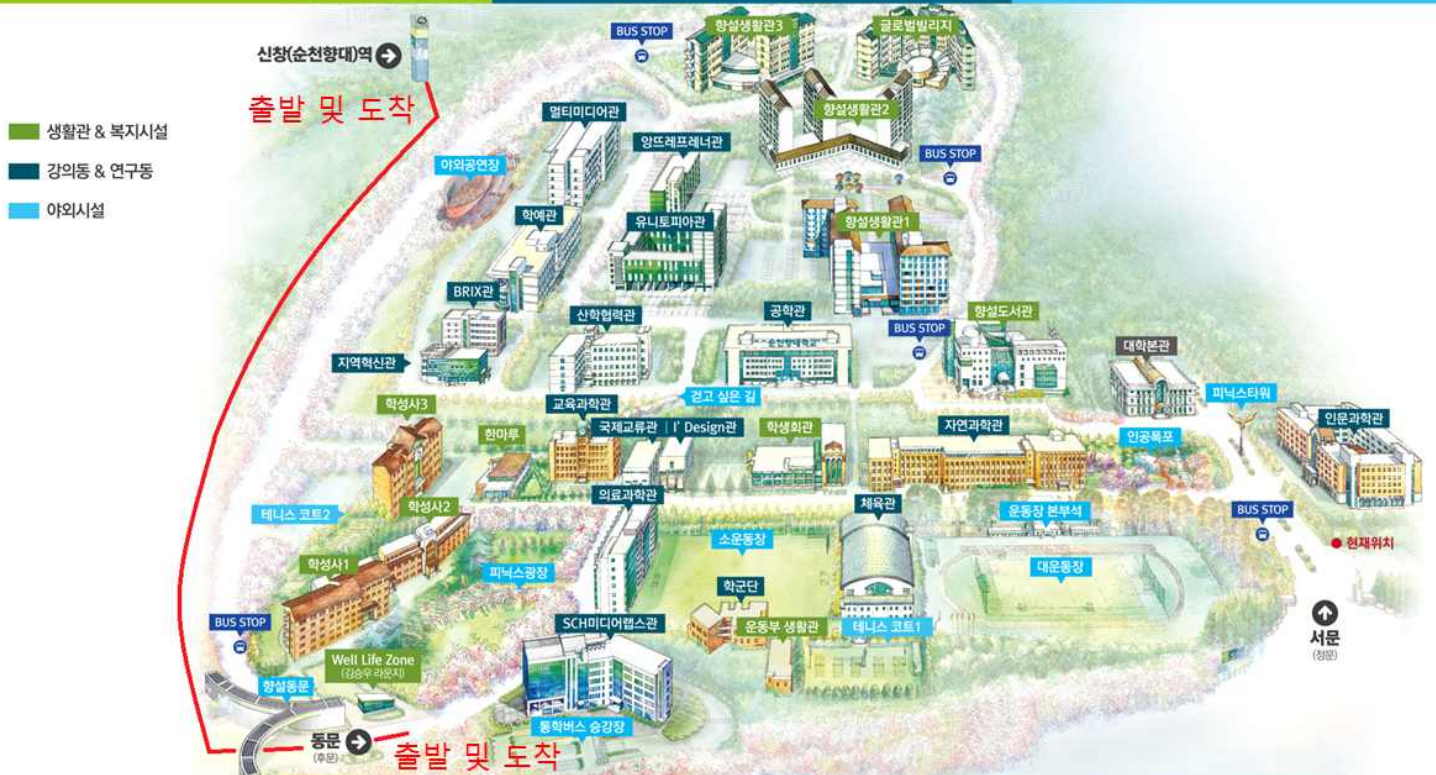 BUS STOP
향설생활관3
글로벌빌리지
신창(순천향대)역
출발 및 도착
멀티미디어관
향설생활관2
생활관 & 복지시설
앙뜨레프레너관
강의동 & 연구동
야외공연장
BUS STOP
야외시설
학예관
유니토피아관
향설생활관1
BRIX관
산학협력관
공학관
순천향대학교
향설도서관
BUS STOP
지역혁신관
대학본관
걷고 싶은 길
피닉스타워
학성사3
교육과학관
인문과학관
한마루
국제교류관 | I' Design관
학생회관
자연과학관
인공폭포
의료과학관
체육관
테니스 코트2
학성사2
운동장 본부석
BUS STOP
소운동장
현재위치
학성사1
피닉스광장
대운동장
학군단
BUS STOP
SCH미디어랩스관
운동부 생활관
테니스 코트1
서문
(정문)
Well Life Zone
(김승우 라운지)
향설동문
통학버스 승강장
동문
(후문)
출발 및 도착